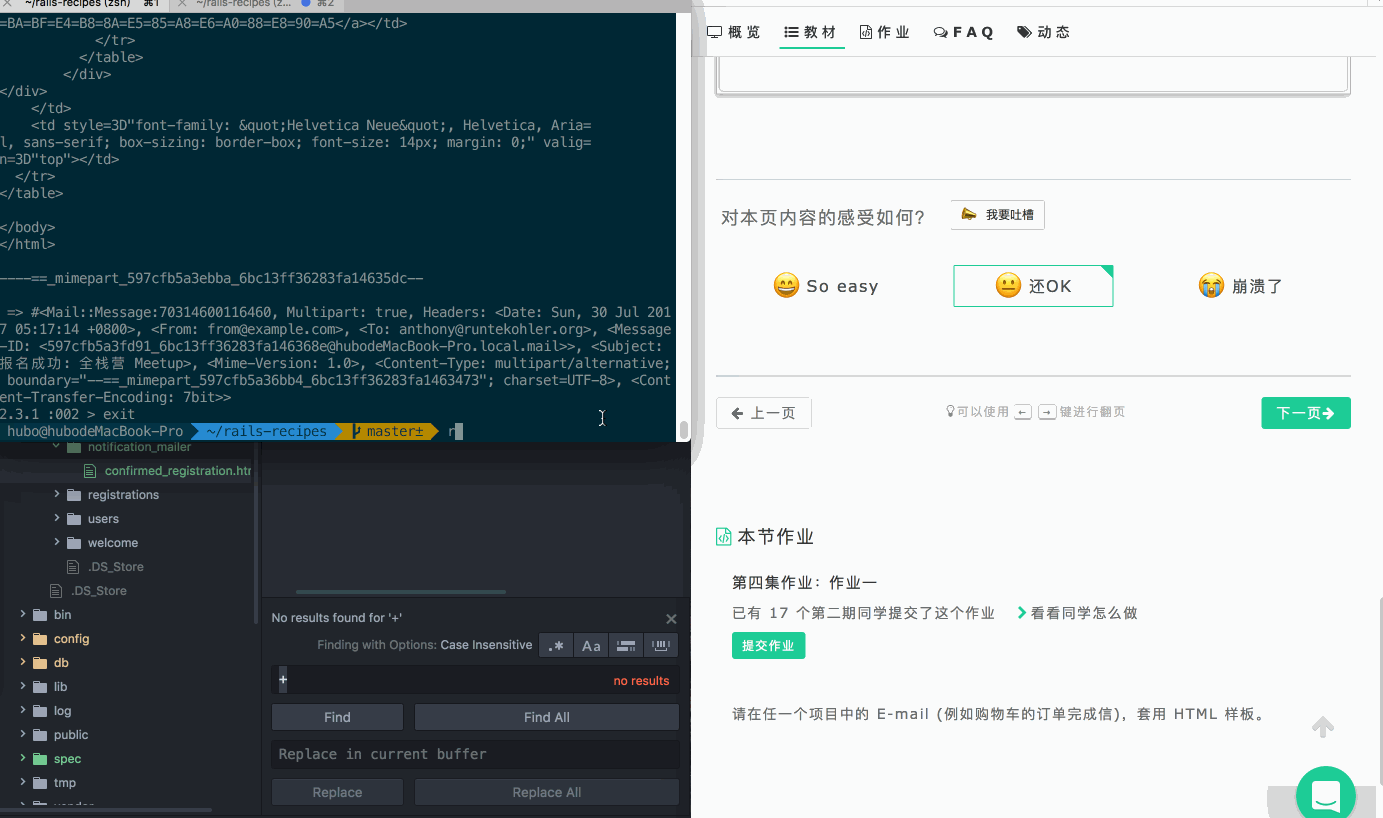 ~/rails-recipes (zsh) ⌘1
~/rails-recipes (z... ⌘2
=BA=BF=E4=B8=8A=E5=85=A8=E6=A0=88=E8=90=A5</a></td>
</tr>
</table>
</div>
</div>
</td>
<td style=3D"font-family: &quot;Helvetica Neue&quot;, Helvetica, Aria=
l, sans-serif; box-sizing: border-box; font-size: 14px; margin: 0;" valig=
n=3D"top"></td>
</tr>
</table>
</body>
</html>
----==_mimepart_597cfb5a3ebba_6bc13ff36283fa14635dc--
=> #<Mail::Message:70314600116460, Multipart: true, Headers: <Date: Sun, 30 Jul 201
7 05:17:14 +0800>, <From: from@example.com>, <To: anthony@runtekohler.org>, <Message
-ID: <597cfb5a3fd91_6bc13ff36283fa146368e@hubodeMacBook-Pro.local.mail>>, <Subject:
报名成功: 全栈营 Meetup>, <Mime-Version: 1.0>, <Content-Type: multipart/alternative;
boundary="--==_mimepart_597cfb5a36bb4_6bc13ff36283fa1463473"; charset=UTF-8>, <Cont
ent-Transfer-Encoding: 7bit>>
2.3.1 :002 > exit
hubo@hubodeMacBook-Pro ~/rails-recipes master± r
notification_mailer
confirmed_registration.htm
registrations
users
welcome
.DS_Store
.DS_Store
bin
config
db
lib
log
public
spec
tmp
No results found for '+'
Finding with Options: Case Insensitive .* Aa
+ no results
Find Find All
Replace in current buffer
Replace Replace All
概览 教材 作业 FAQ 动态
对本页内容的感受如何? 我要吐槽
So easy 还OK 崩溃了
上一页 可以使用 ← → 键进行翻页 下一页
本节作业
第四集作业：作业一
已有 17 个第二期同学提交了这个作业 看看同学怎么做
提交作业
请在任一个项目中的 E-mail (例如购物车的订单完成信)，套用 HTML 样板。